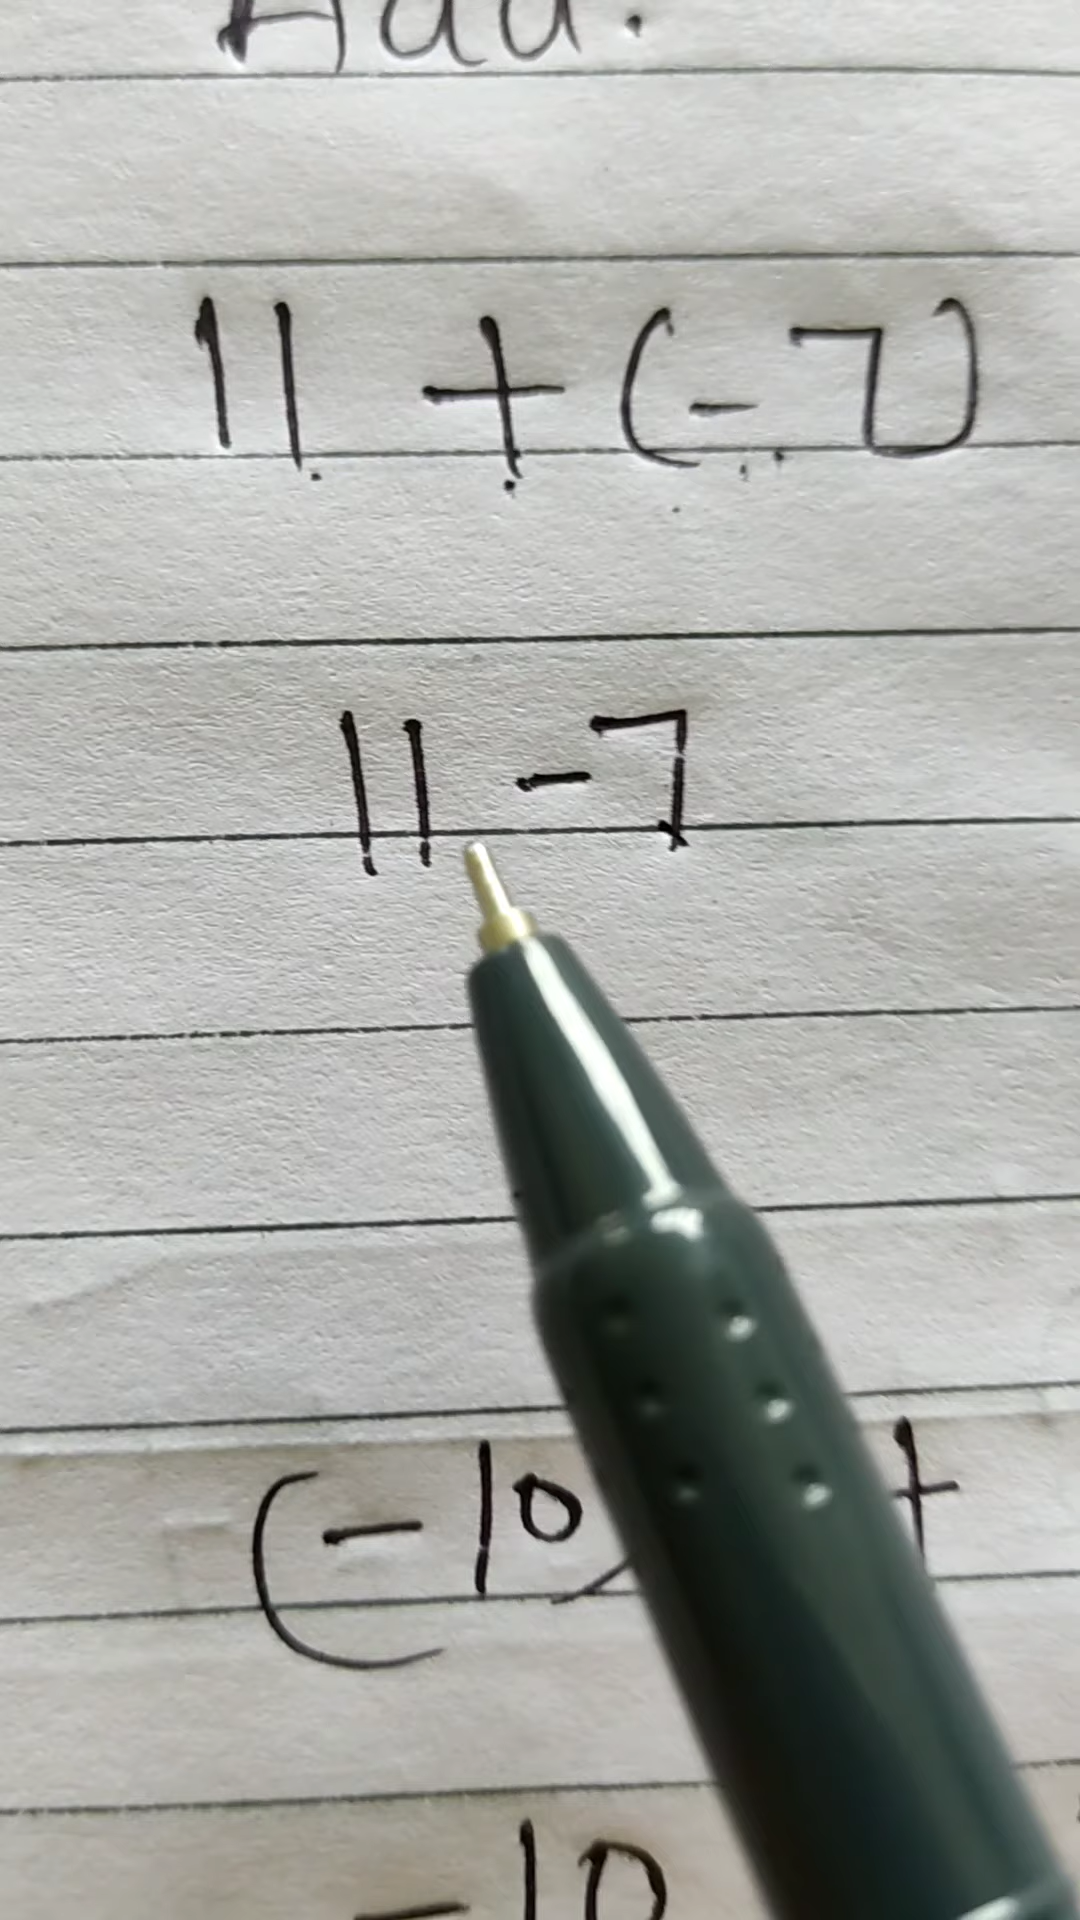 Add.
11 + (-7)
11 -7
(-10) +
-10